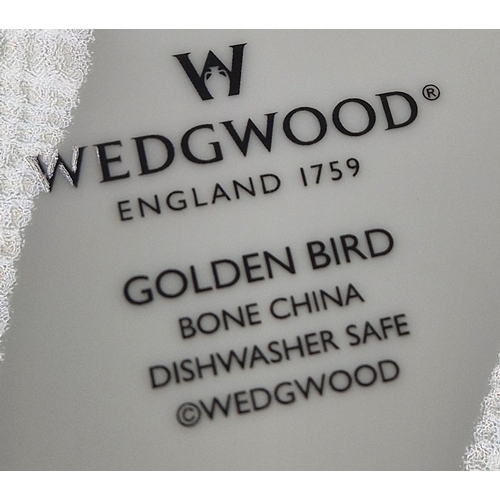 W
WEDGWOOD®
ENGLAND 1759
GOLDEN BIRD
BONE CHINA
DISHWASHER SAFE
©WEDGWOOD